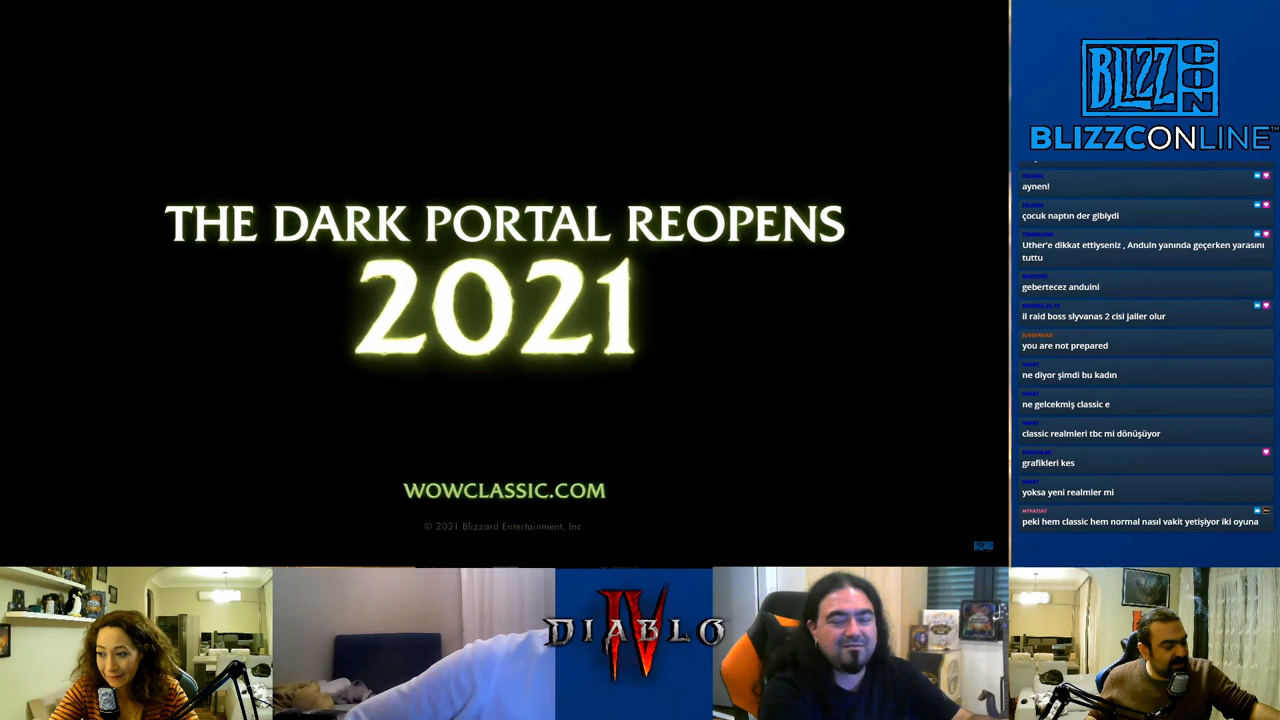 THE DARK PORTAL REOPENS
2021
WOWCLASSIC.COM
© 2021 Blizzard Entertainment, Inc.
BLIZZARD
BLIZZ
CON
BLIZZCONLINE™
aynen!
çocuk naptın der gibiydi
Uther'e dikkat ettiyseniz , Anduin yanında geçerken yarasını
tuttu
gebertecez anduini
il raid boss slyvanas 2 cisi jailer olur
you are not prepared
ne diyor şimdi bu kadın
ne gelcekmiş classic e
classic realmleri tbc mi dönüşüyor
grafikleri kes
yoksa yeni realmler mi
HYPATIA7
peki hem classic hem normal nasıl vakit yetişiyor iki oyuna
DIABLO
IV